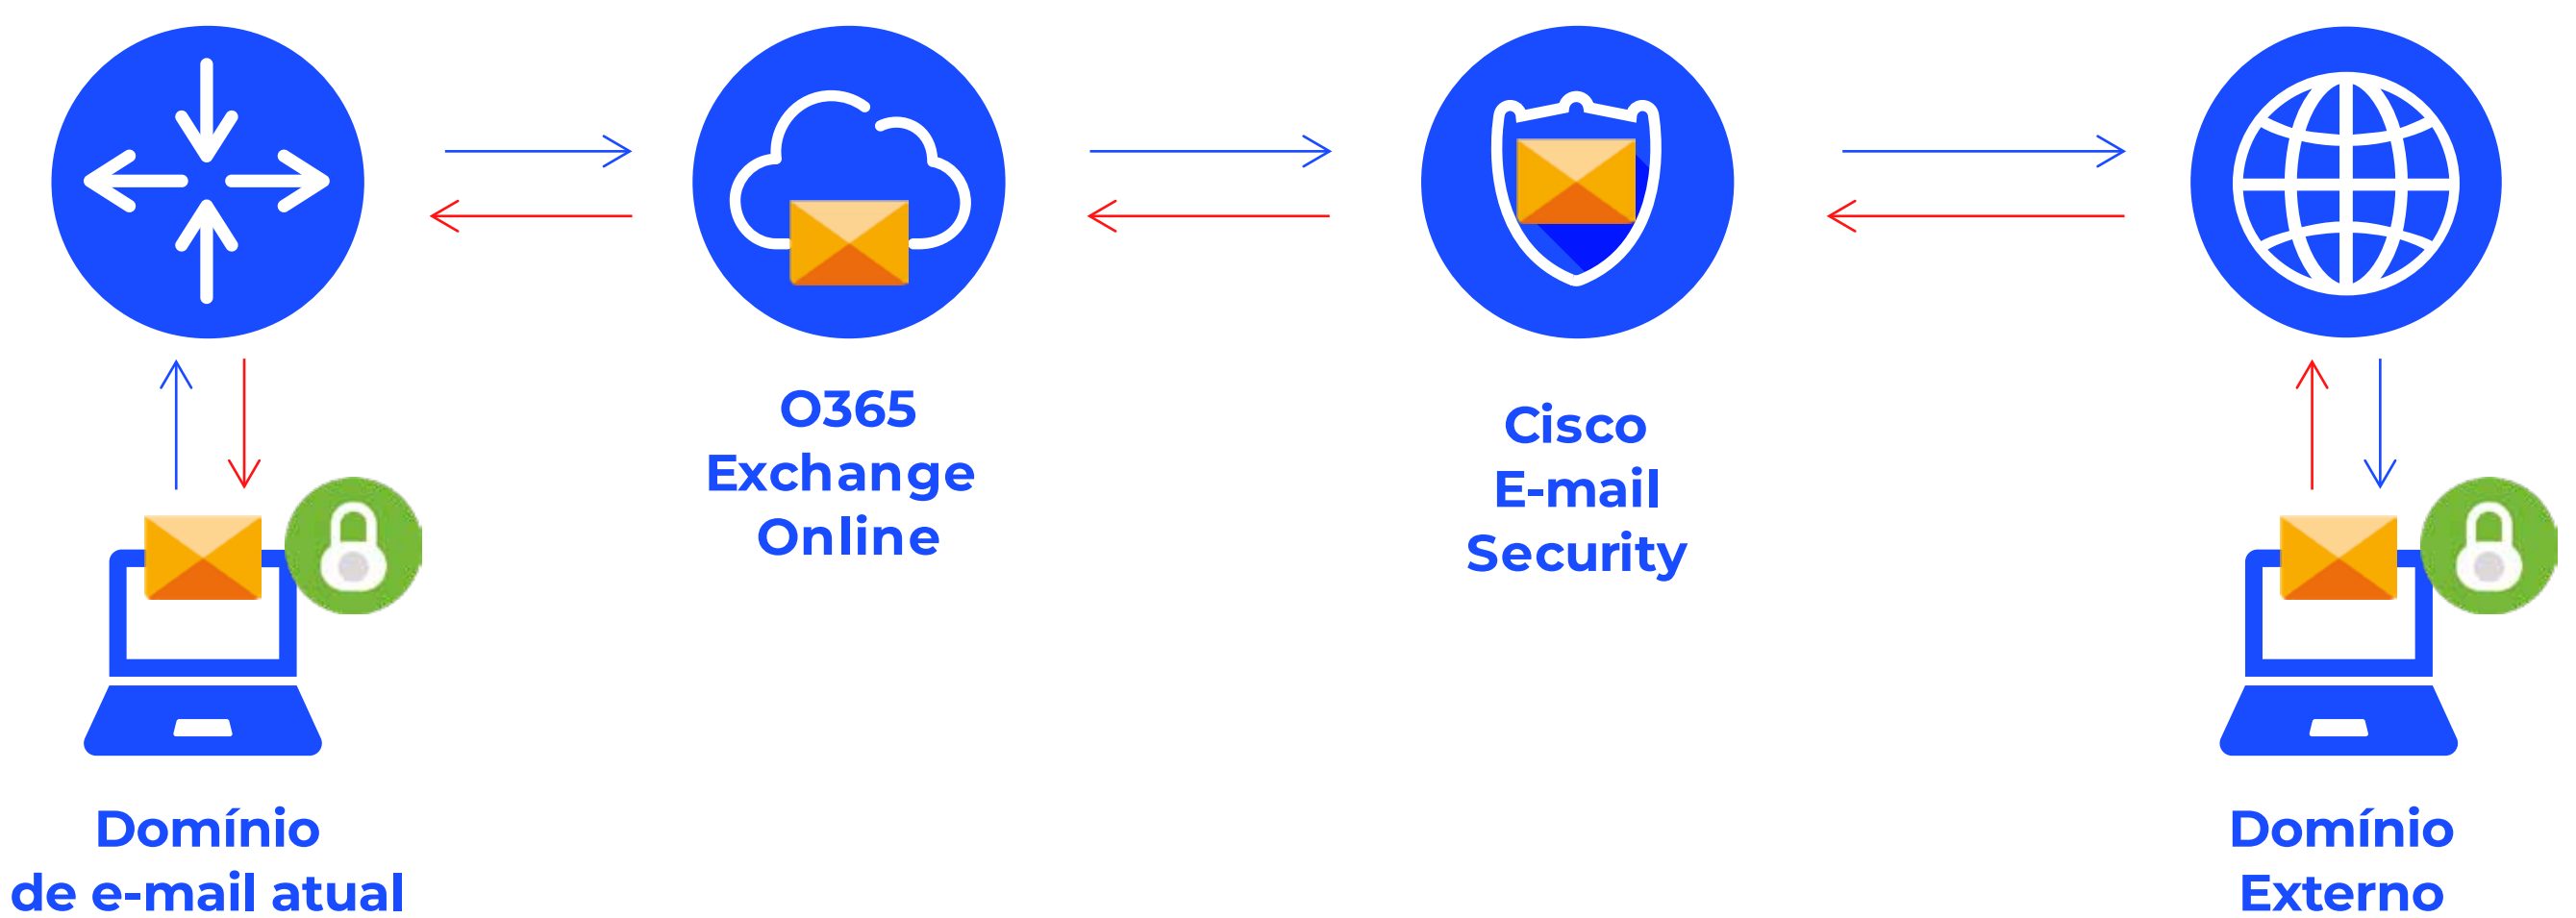 O365
Exchange
Online
Cisco
E-mail
Security
Domínio
de e-mail atual
Domínio
Externo